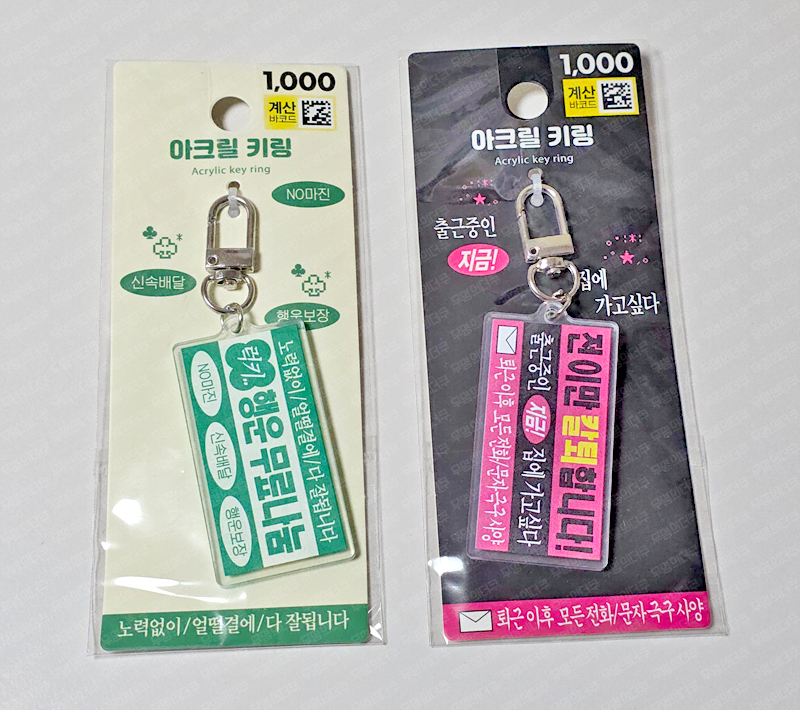 1,000
계산
바코드
아크릴 키링
Acrylic key ring
NO마진
신속배달
행운보장
노력없이/얼떨결에/다 잘됩니다
럭키
행운 무료나눔
NO마진
신속배달
행운보장
노력없이/얼떨결에/다 잘됩니다
1,000
계산
바코드
아크릴 키링
Acrylic key ring
출근중인
지금!
집에
가고싶다
전 이만 칼퇴 합니다!
출근중인 지금! 집에 가고싶다
퇴근 이후 모든 전화/문자 극구 사양
퇴근 이후 모든 전화/문자 극구 사양